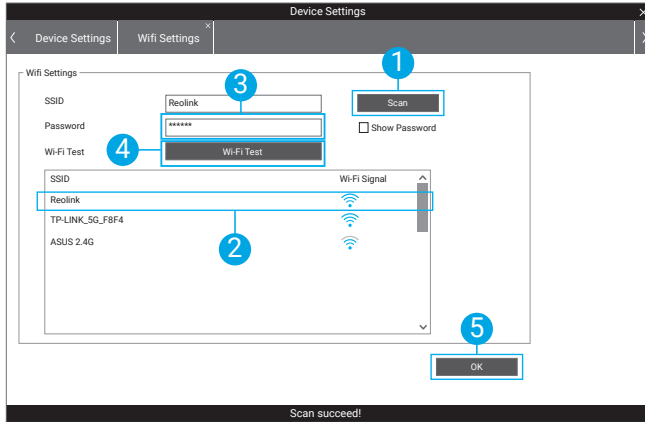 Device Settings ×
Device Settings Wifi Settings ×
Wifi Settings
1
SSID Reolink Scan
3
Password ****** Show Password
4
Wi-Fi Test Wi-Fi Test
SSID Wi-Fi Signal
Reolink
TP-LINK_5G_F8F4
ASUS 2.4G
2
5
OK
Scan succeed!